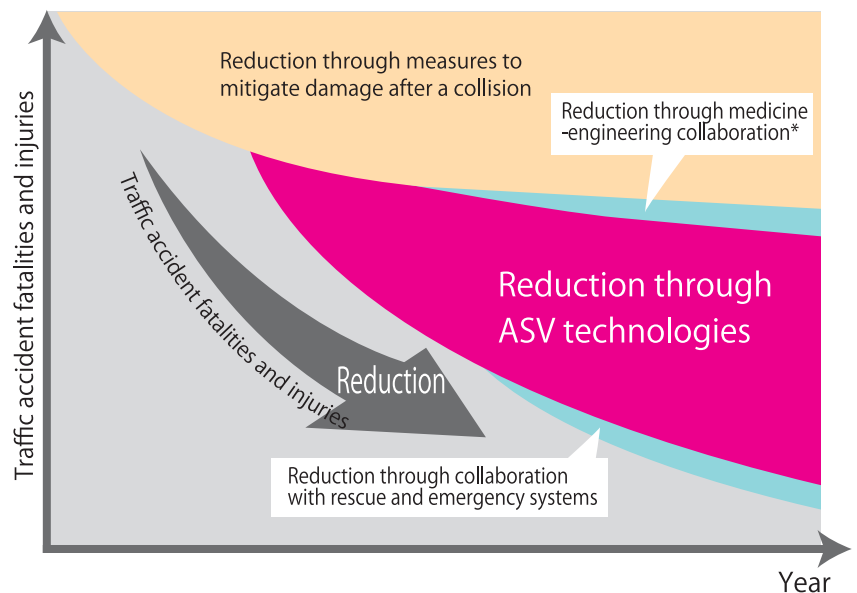 Traffic accident fatalities and injuries
Reduction through measures to
mitigate damage after a collision
Reduction through medicine
-engineering collaboration*
Traffic accident fatalities and injuries
Reduction
Reduction through
ASV technologies
Reduction through collaboration
with rescue and emergency systems
Year